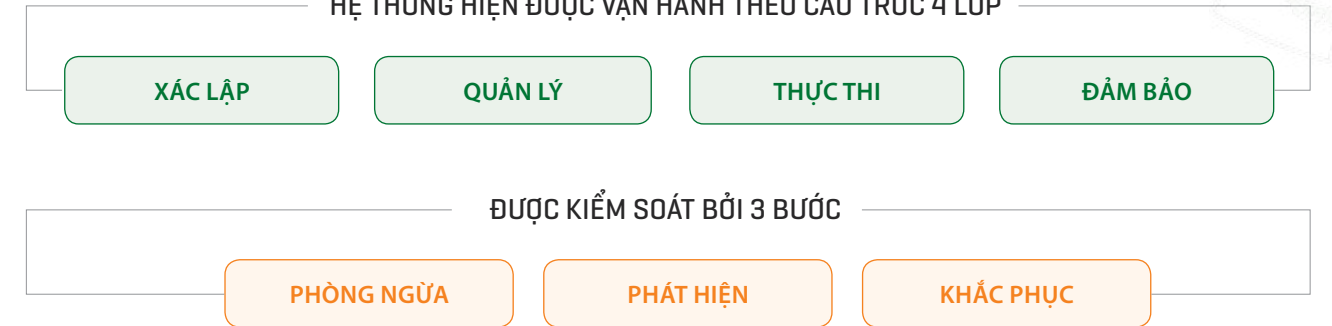 HỆ THỐNG HIỆN ĐƯỢC VẬN HÀNH THEO CẤU TRÚC 4 LỚP
XÁC LẬP
QUẢN LÝ
THỰC THI
ĐẢM BẢO
ĐƯỢC KIỂM SOÁT BỞI 3 BƯỚC
PHÒNG NGỪA
PHÁT HIỆN
KHẮC PHỤC